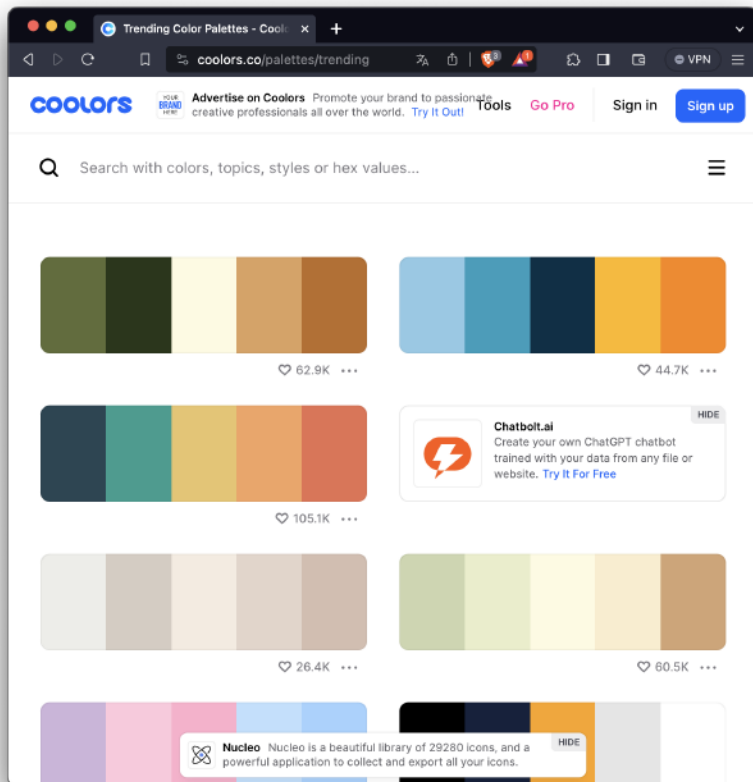 Trending Color Palettes - Coolo
coolors.co/palettes/trending
3
1
VPN
coolors
YOUR BRAND HERE
Advertise on Coolors Promote your brand to passionate
creative professionals all over the world. Try It Out!
Tools
Go Pro
Sign in
Sign up
Search with colors, topics, styles or hex values...
62.9K
44.7K
105.1K
HIDE
Chatbolt.ai
Create your own ChatGPT chatbot
trained with your data from any file or
website. Try It For Free
26.4K
60.5K
Nucleo Nucleo is a beautiful library of 29280 icons, and a
powerful application to collect and export all your icons.
HIDE